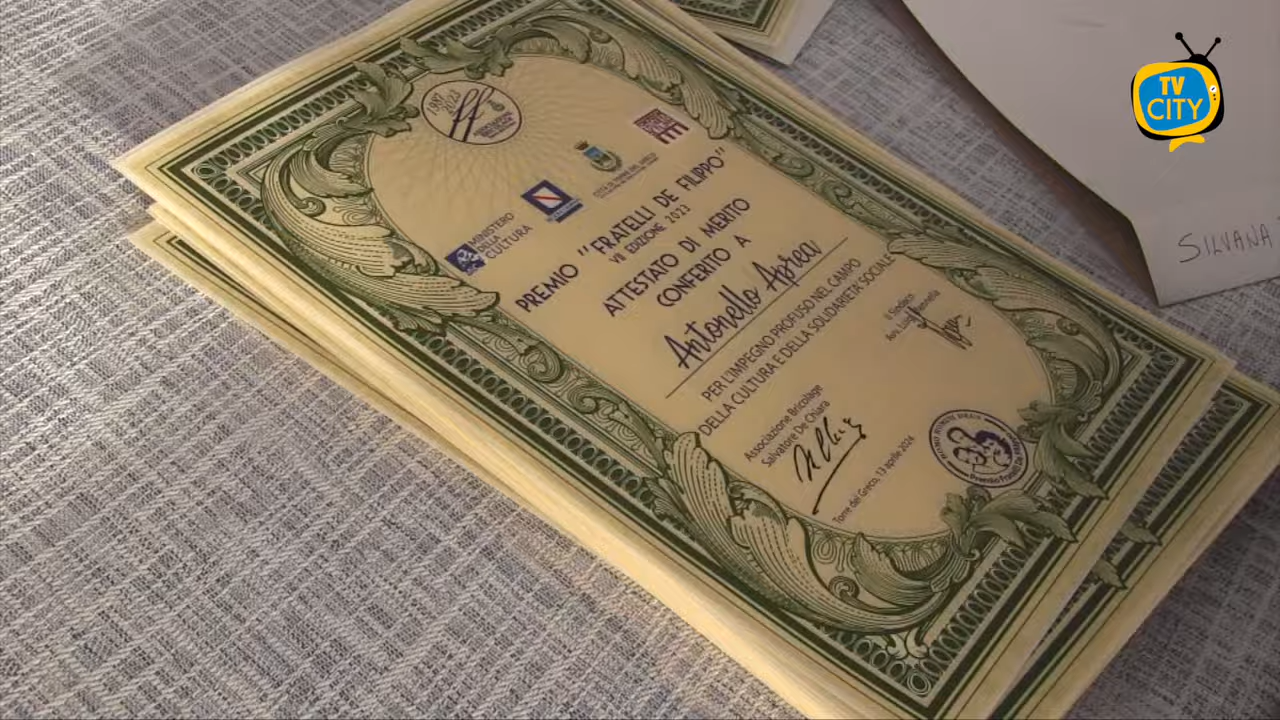 TV
CITY
MINISTERO
DELLA
CULTURA
PREMIO "FRATELLI DE FILIPPO"
VII EDIZIONE 2023
ATTESTATO DI MERITO
CONFERITO A
Antonello Aprea
PER L'IMPEGNO PROFUSO NEL CAMPO
DELLA CULTURA E DELLA SOLIDARIETÀ SOCIALE
Associazione Bricolage
Salvatore De Chiara
Il Sindaco
Torre del Greco, 13 aprile 2024
SILVANA